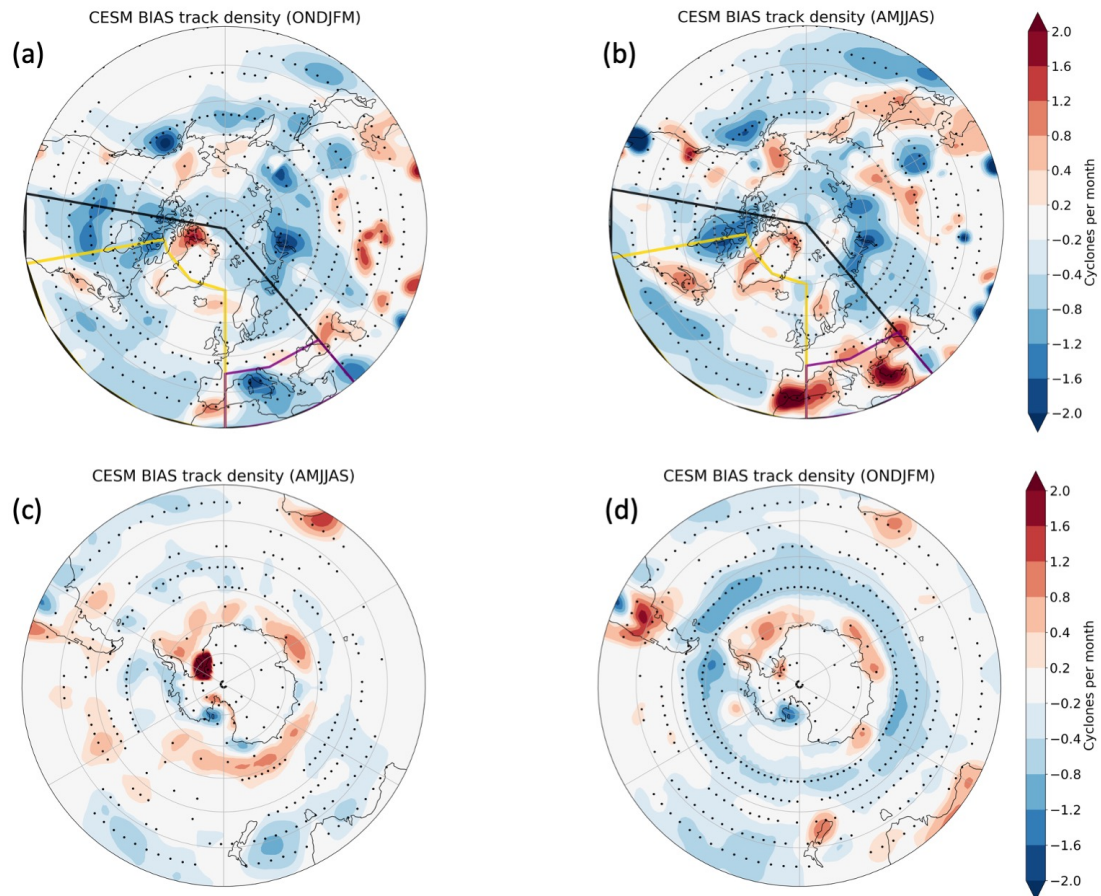 CESM BIAS track density (ONDJFM)
(a)
CESM BIAS track density (AMJJAS)
(b)
2.0
1.6
1.2
0.8
0.4
0.2
−0.2
−0.4
−0.8
−1.2
−1.6
−2.0
Cyclones per month
CESM BIAS track density (AMJJAS)
(c)
CESM BIAS track density (ONDJFM)
(d)
2.0
1.6
1.2
0.8
0.4
0.2
−0.2
−0.4
−0.8
−1.2
−1.6
−2.0
Cyclones per month